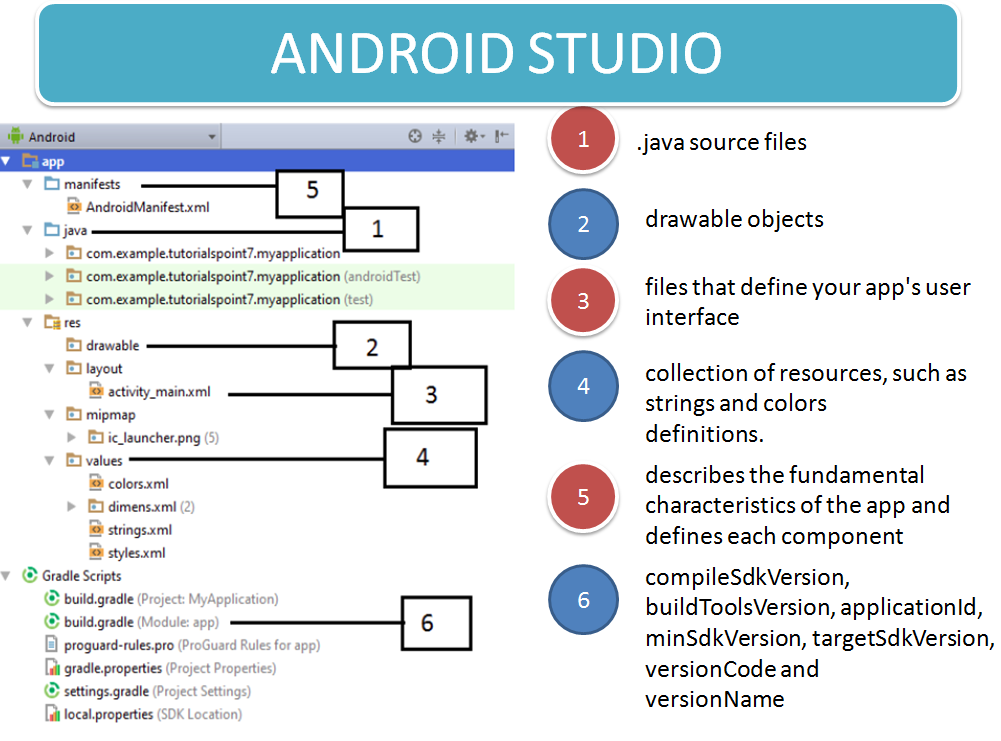 ANDROID STUDIO
Android
app
manifests
5
AndroidManifest.xml
java
1
com.example.tutorialspoint7.myapplication
com.example.tutorialspoint7.myapplication (androidTest)
com.example.tutorialspoint7.myapplication (test)
res
drawable
2
layout
activity_main.xml
3
mipmap
ic_launcher.png (5)
values
4
colors.xml
dimens.xml (2)
strings.xml
styles.xml
Gradle Scripts
build.gradle (Project: MyApplication)
build.gradle (Module: app)
6
proguard-rules.pro (ProGuard Rules for app)
gradle.properties (Project Properties)
settings.gradle (Project Settings)
local.properties (SDK Location)
1
.java source files
2
drawable objects
3
files that define your app's user
interface
4
collection of resources, such as
strings and colors
definitions.
5
describes the fundamental
characteristics of the app and
defines each component
6
compileSdkVersion,
buildToolsVersion, applicationId,
minSdkVersion, targetSdkVersion,
versionCode and
versionName